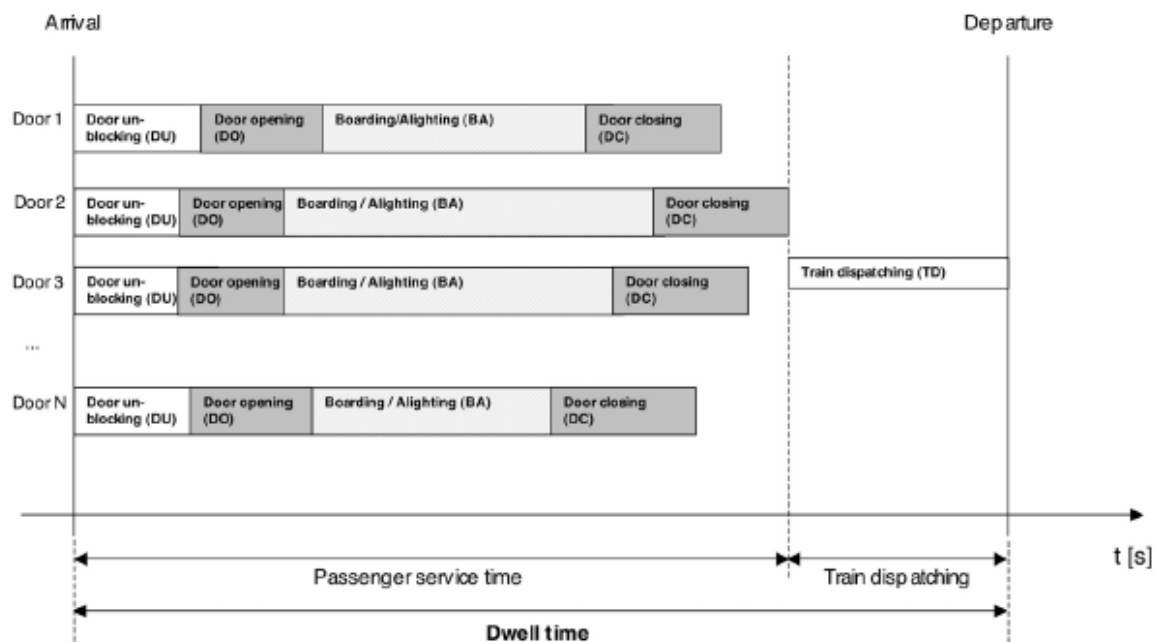 Arrival
Departure
Door 1
Door un-
blocking (DU)
Door opening
(DO)
Boarding/Alighting (BA)
Door closing
(DC)
Door 2
Door un-
blocking (DU)
Door opening
(DO)
Boarding / Alighting (BA)
Door closing
(DC)
Door 3
Door un-
blocking (DU)
Door opening
(DO)
Boarding / Alighting (BA)
Door closing
(DC)
Train dispatching (TD)
...
Door N
Door un-
blocking (DU)
Door opening
(DO)
Boarding / Alighting (BA)
Door closing
(DC)
t [s]
Passenger service time
Train dispatching
Dwell time